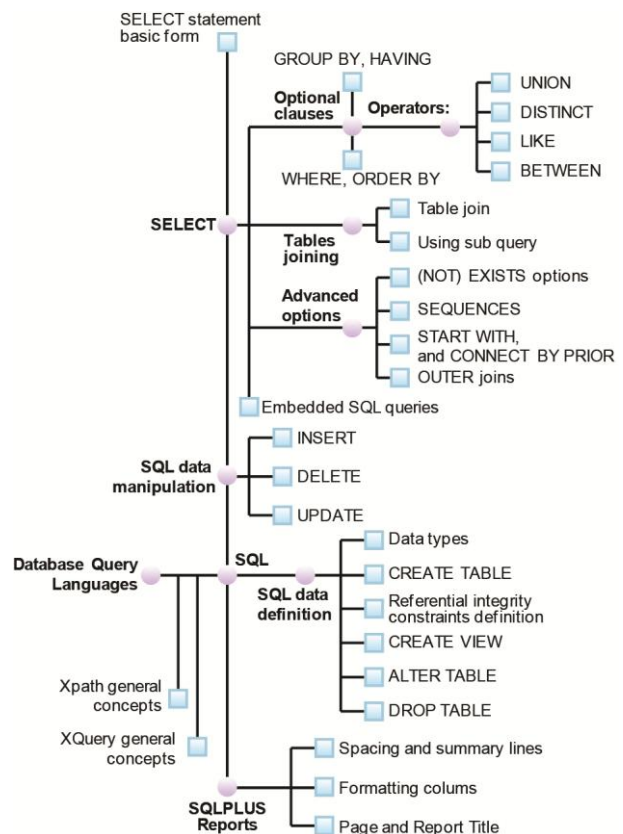 SELECT statement
basic form
GROUP BY, HAVING
Optional
clauses
Operators:
UNION
DISTINCT
LIKE
BETWEEN
WHERE, ORDER BY
SELECT
Tables
joining
Table join
Using sub query
Advanced
options
(NOT) EXISTS options
SEQUENCES
START WITH,
and CONNECT BY PRIOR
OUTER joins
Embedded SQL queries
SQL data
manipulation
INSERT
DELETE
UPDATE
Database Query
Languages
SQL
SQL data
definition
Data types
CREATE TABLE
Referential integrity
constraints definition
CREATE VIEW
ALTER TABLE
DROP TABLE
Xpath general
concepts
XQuery general
concepts
SQLPLUS
Reports
Spacing and summary lines
Formatting colums
Page and Report Title